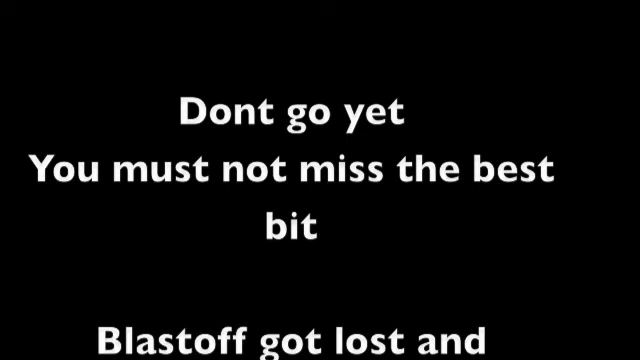 Dont go yet
You must not miss the best
bit
Blastoff got lost and